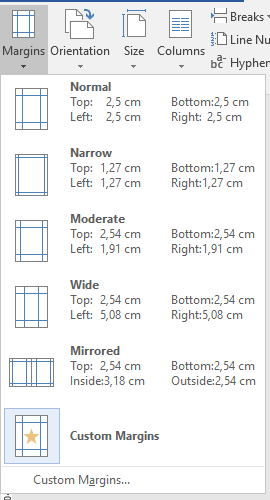 Margins Orientation Size Columns
Breaks
Line Nu
Hyphen
Normal
Top: 2,5 cm Bottom:2,5 cm
Left: 2,5 cm Right: 2,5 cm
Narrow
Top: 1,27 cm Bottom:1,27 cm
Left: 1,27 cm Right:1,27 cm
Moderate
Top: 2,54 cm Bottom:2,54 cm
Left: 1,91 cm Right:1,91 cm
Wide
Top: 2,54 cm Bottom:2,54 cm
Left: 5,08 cm Right:5,08 cm
Mirrored
Top: 2,54 cm Bottom:2,54 cm
Inside:3,18 cm Outside:2,54 cm
Custom Margins
Custom Margins...